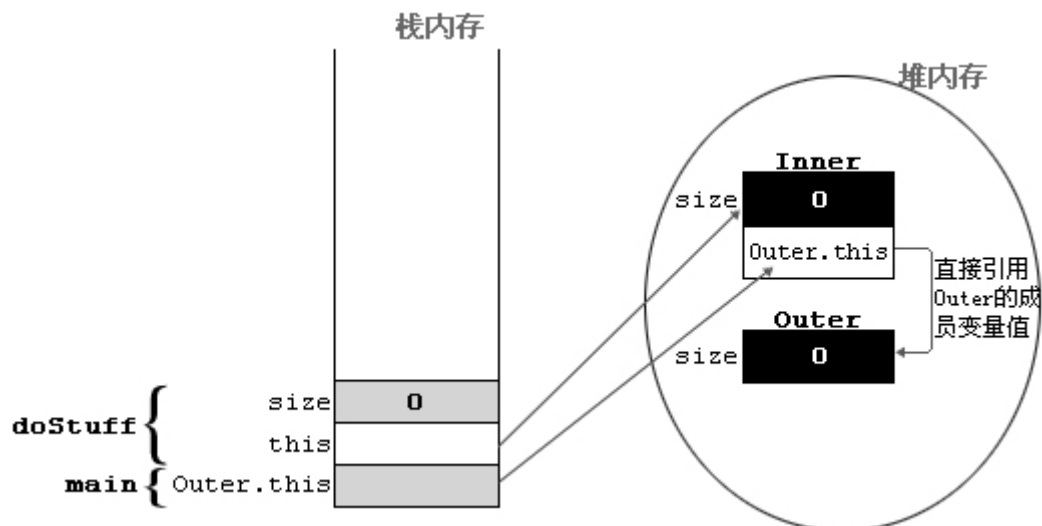 栈内存
堆内存
Inner
size 0
Outer.this
直接引用
Outer的成
员变量值
Outer
size 0
size 0
doStuff
this
main Outer.this